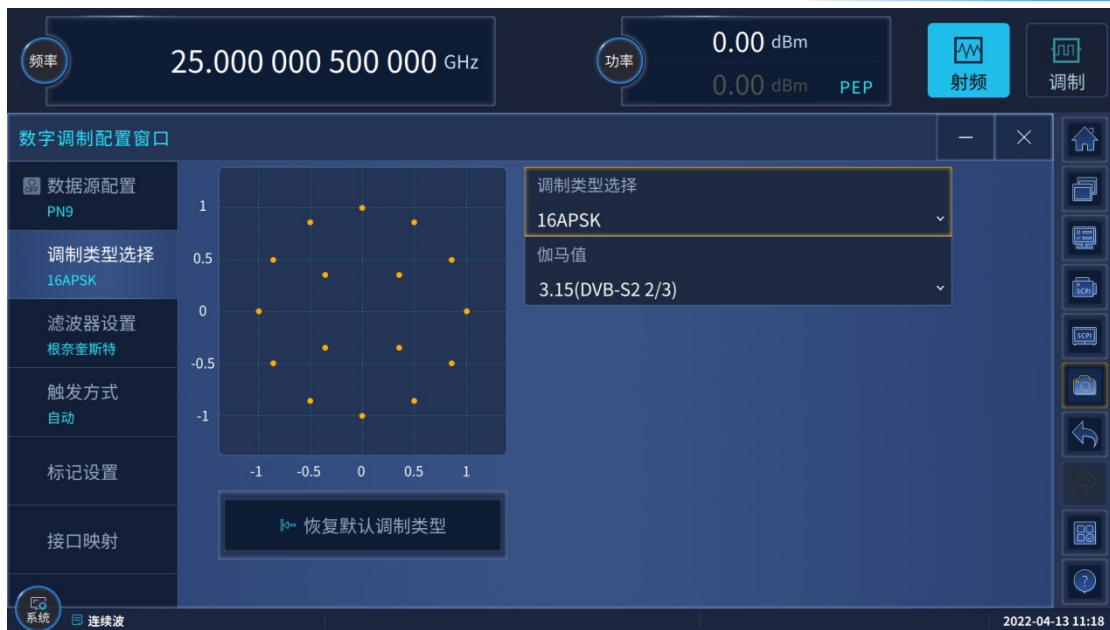 频率
25.000 000 500 000 GHz
功率
0.00 dBm
0.00 dBm PEP
射频
调制
数字调制配置窗口
OFF
数据源配置
PN9
调制类型选择
16APSK
滤波器设置
根奈奎斯特
触发方式
自动
标记设置
接口映射
1
0.5
0
-0.5
-1
-1 -0.5 0 0.5 1
恢复默认调制类型
调制类型选择
16APSK
伽马值
3.15(DVB-S2 2/3)
SCPI
SCPI
?
系统
连续波
2022-04-13 11:18